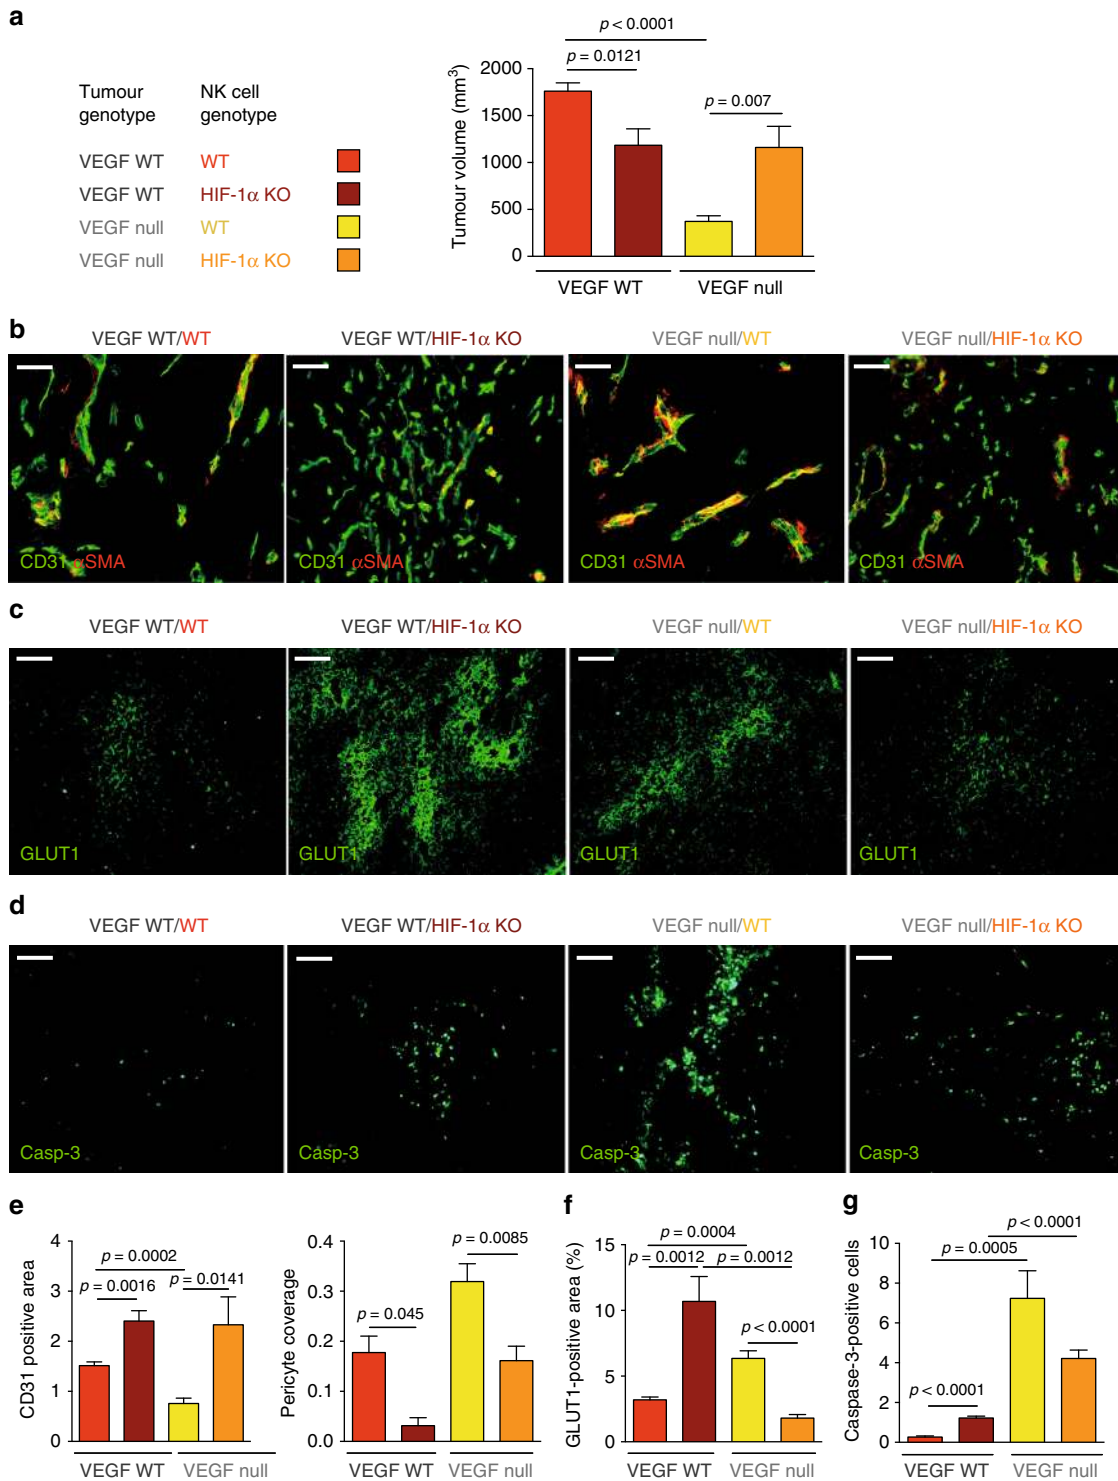 a
Tumour genotype
NK cell genotype
VEGF WT
WT
VEGF WT
HIF-1α KO
VEGF null
WT
VEGF null
HIF-1α KO
p < 0.0001
p = 0.0121
p = 0.007
Tumour volume (mm³)
2000
1500
1000
500
0
VEGF WT
VEGF null
b
VEGF WT/WT
VEGF WT/HIF-1α KO
VEGF null/WT
VEGF null/HIF-1α KO
CD31 αSMA
CD31 αSMA
CD31 αSMA
CD31 αSMA
c
VEGF WT/WT
VEGF WT/HIF-1α KO
VEGF null/WT
VEGF null/HIF-1α KO
GLUT1
GLUT1
GLUT1
GLUT1
d
VEGF WT/WT
VEGF WT/HIF-1α KO
VEGF null/WT
VEGF null/HIF-1α KO
Casp-3
Casp-3
Casp-3
Casp-3
e
CD31 positive area
4
3
2
1
0
p = 0.0002
p = 0.0016
p = 0.0141
VEGF WT
VEGF null
Pericyte coverage
0.4
0.3
0.2
0.1
0.0
p = 0.0085
p = 0.045
VEGF WT
VEGF null
f
GLUT1-positive area (%)
15
10
5
0
p = 0.0004
p = 0.0012
p = 0.0012
p < 0.0001
VEGF WT
VEGF null
g
Caspase-3-positive cells
10
8
6
4
2
0
p < 0.0001
p = 0.0005
p < 0.0001
VEGF WT
VEGF null